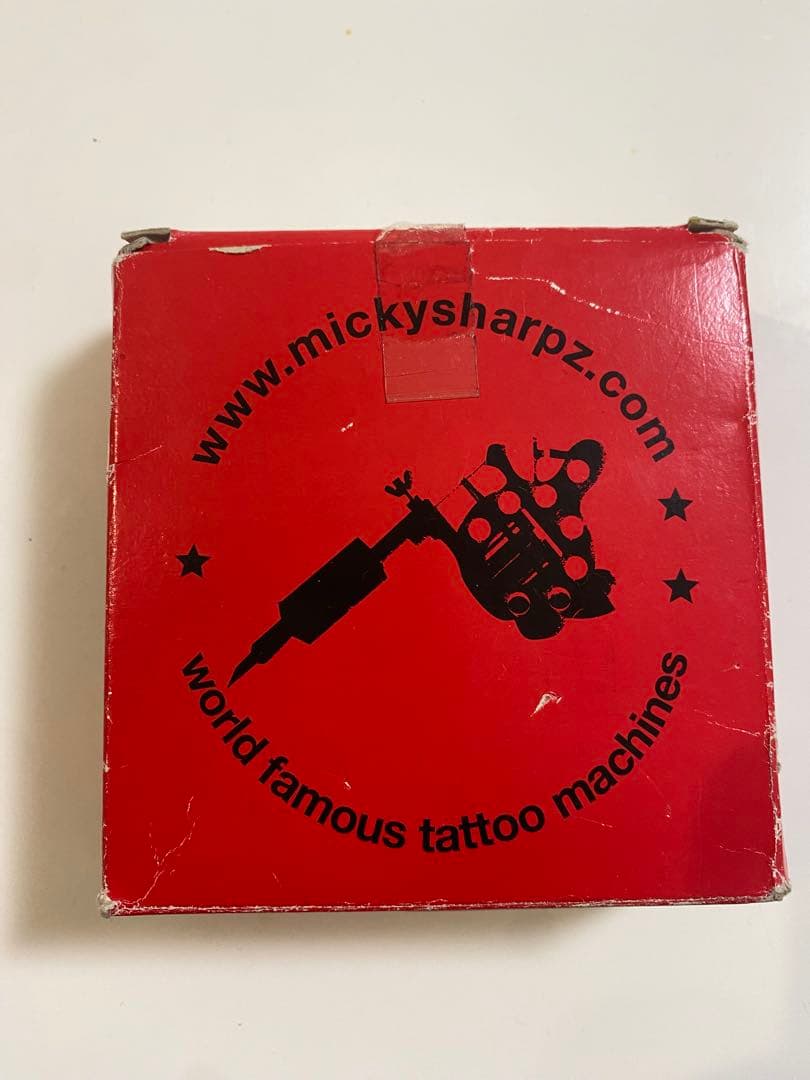 www.mickysharpz.com
world famous tattoo machines